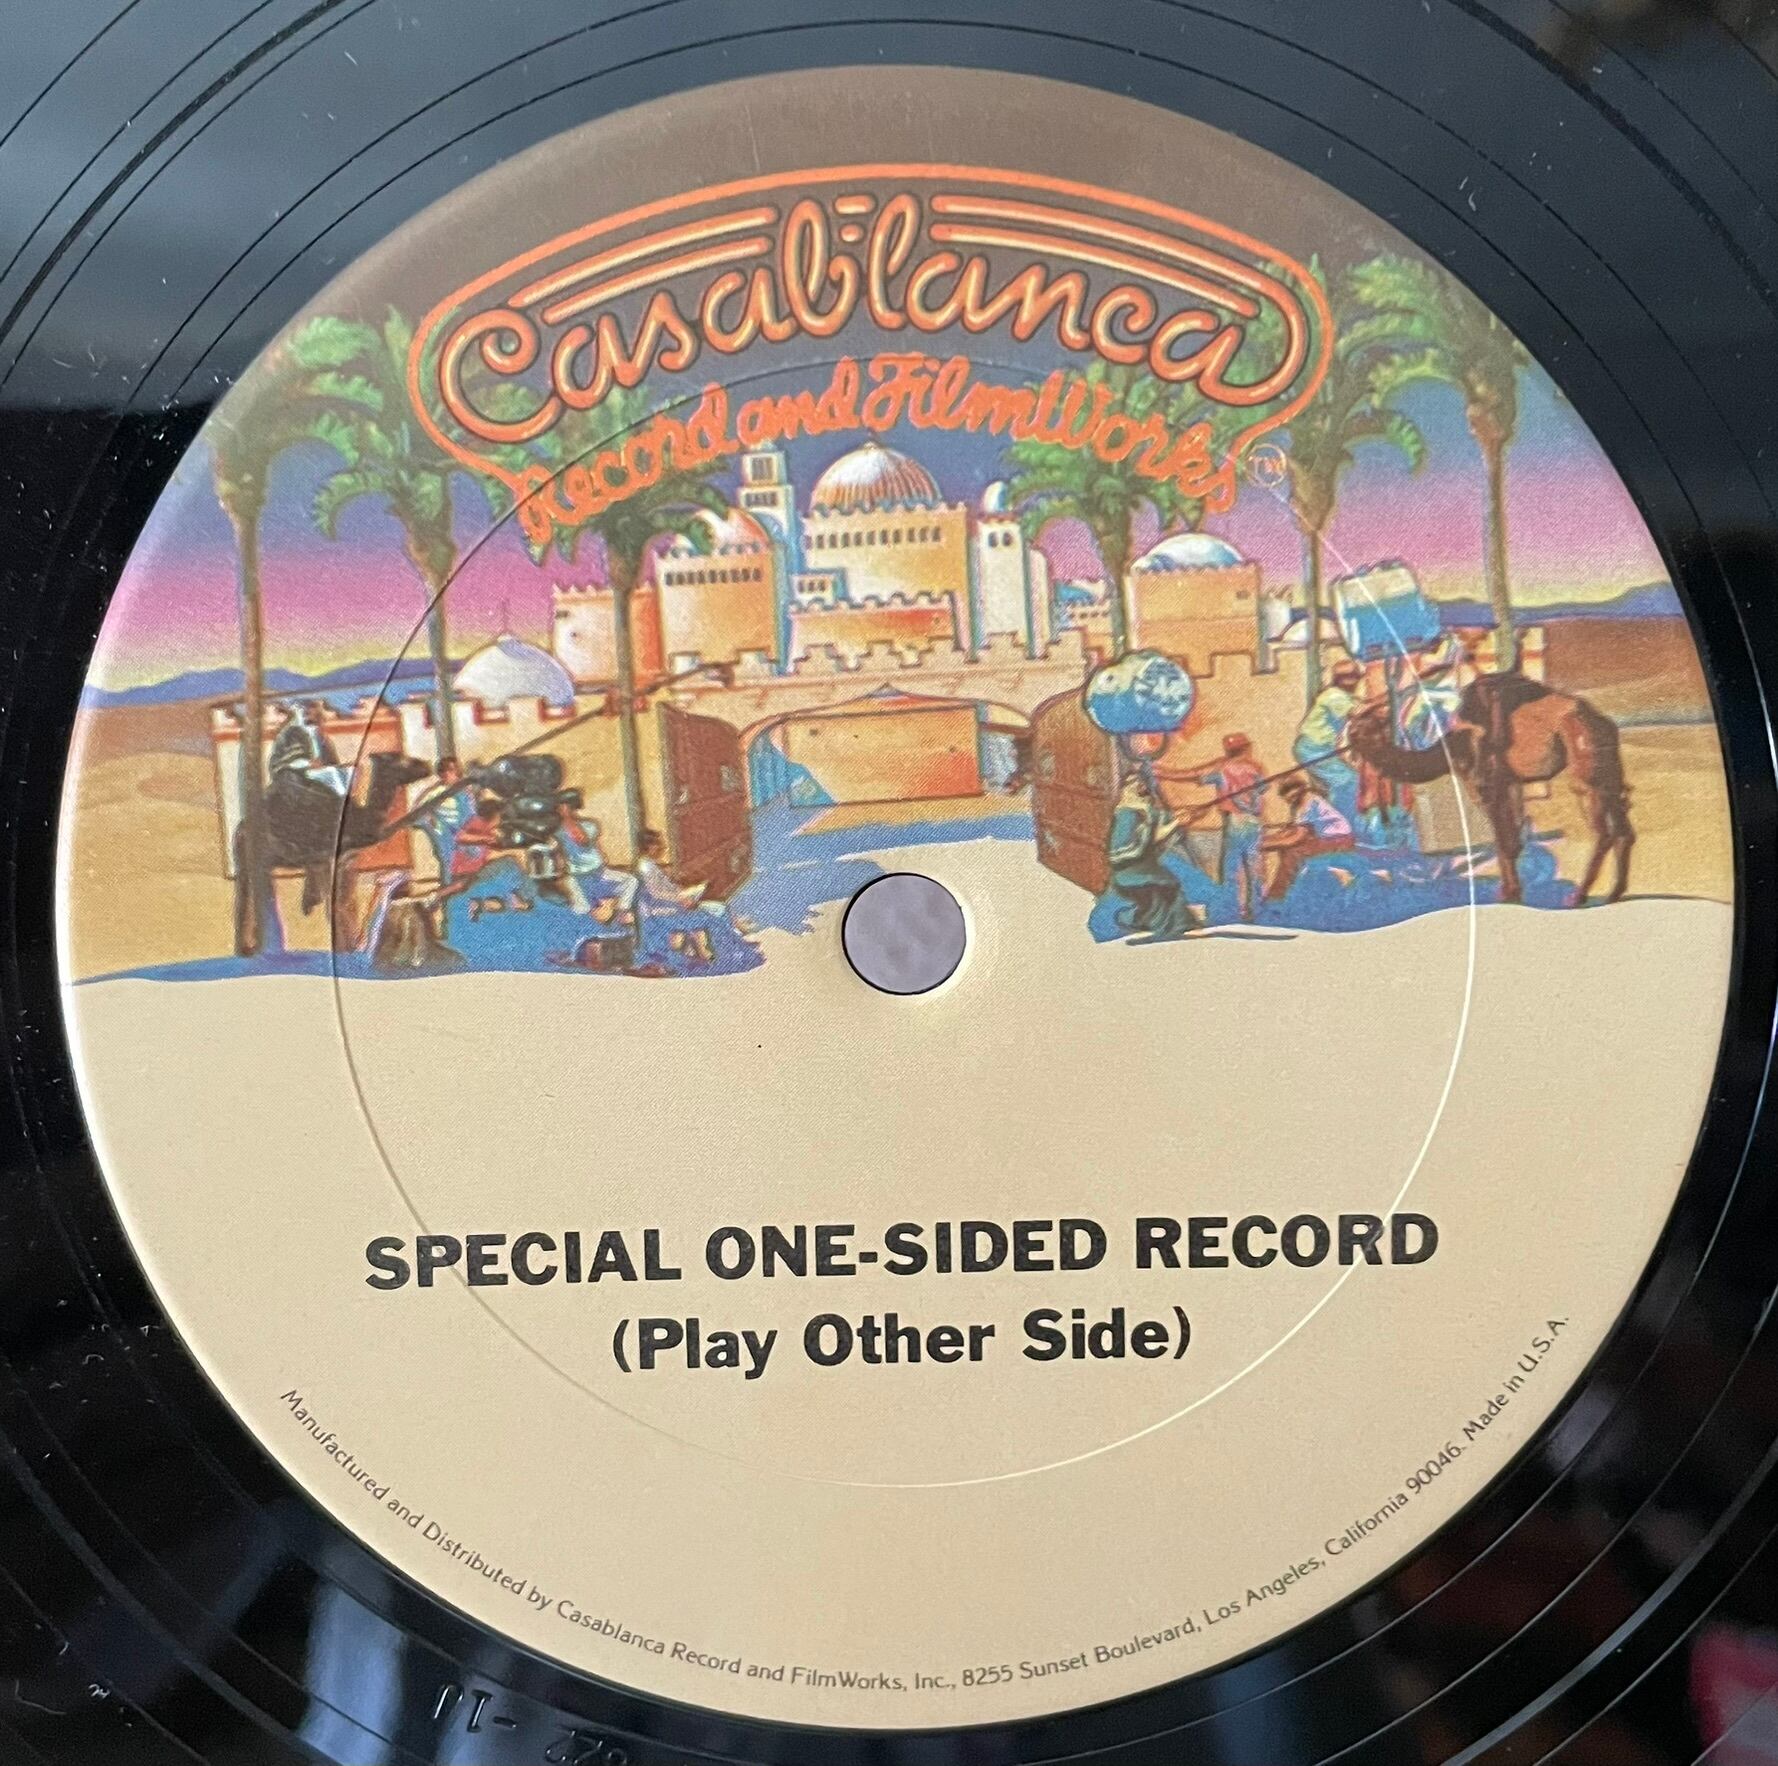 Casablanca
Record and FilmWorks TM
SPECIAL ONE-SIDED RECORD
(Play Other Side)
Manufactured and Distributed by Casablanca Record and FilmWorks, Inc., 8255 Sunset Boulevard, Los Angeles, California 90046. Made in U.S.A.